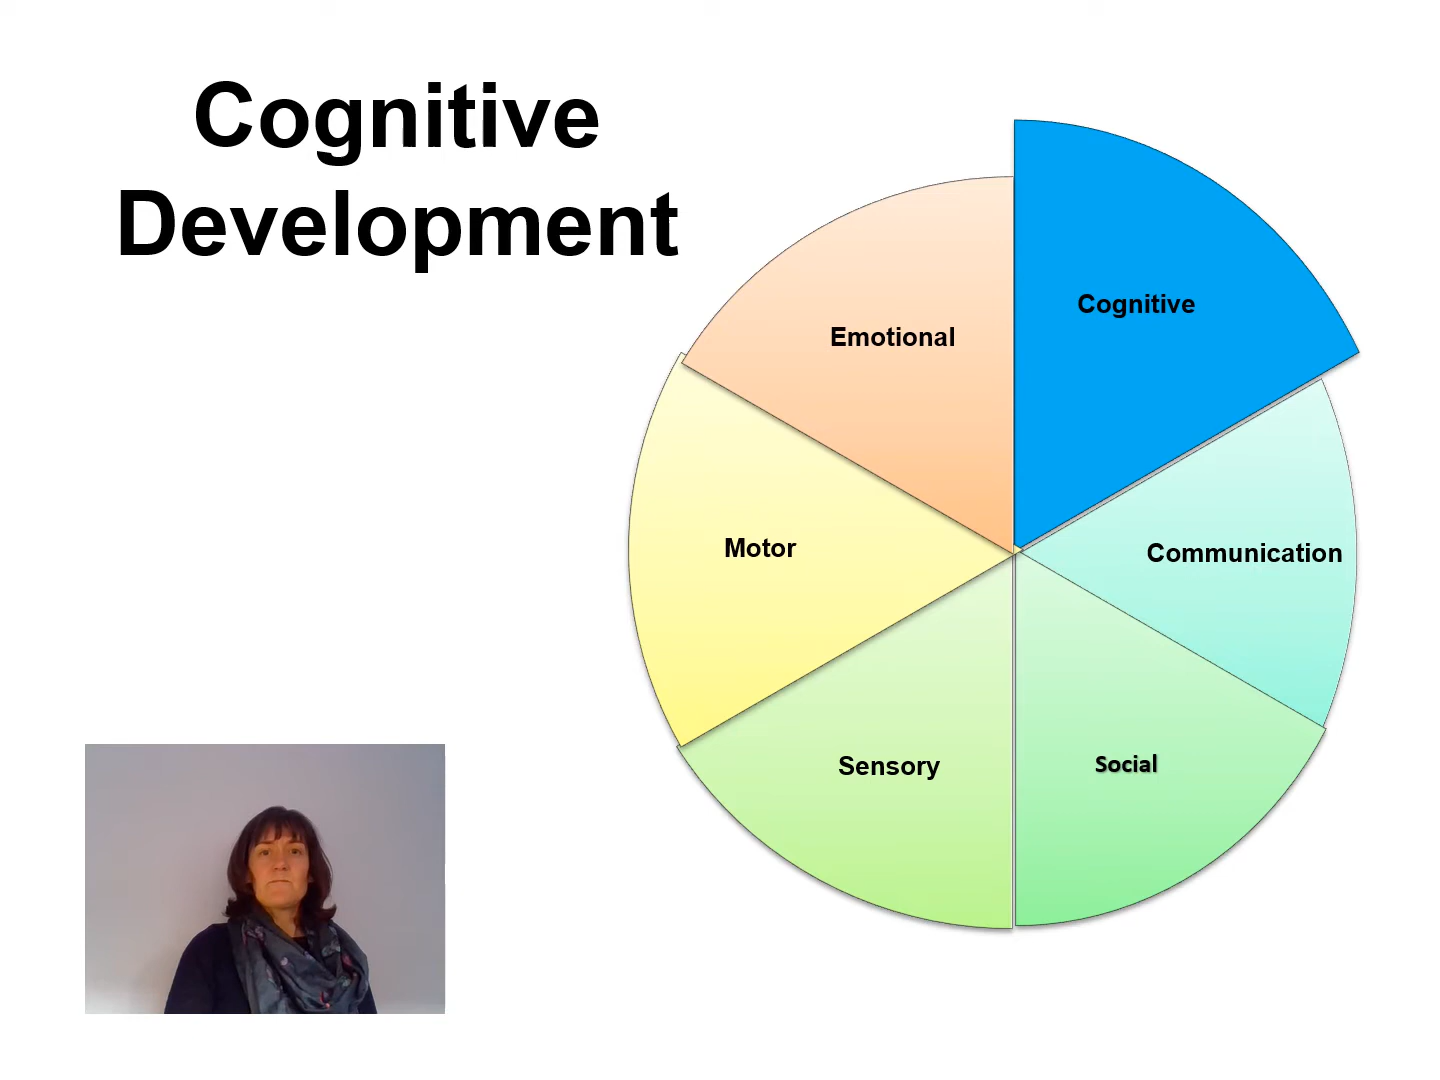 Cognitive
Development
Cognitive
Emotional
Motor
Communication
Sensory
Social